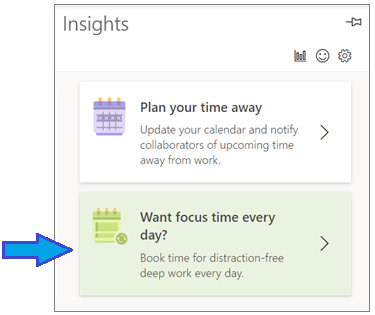 Insights
Plan your time away
Update your calendar and notify
collaborators of upcoming time
away from work.
Want focus time every
day?
Book time for distraction-free
deep work every day.